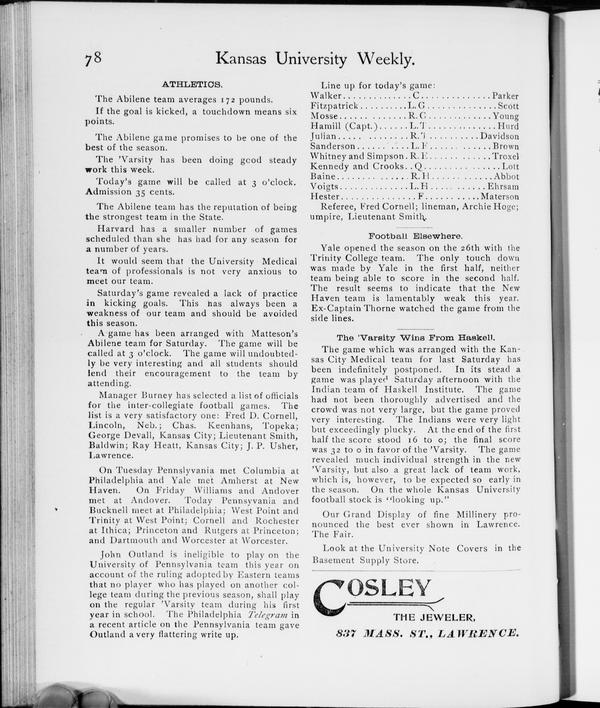 78
Kansas University Weekly.
ATHLETICS.
The Abilene team averages 172 pounds.
If the goal is kicked, a touchdown means six
points.
The Abilene game promises to be one of the
best of the season.
The 'Varsity has been doing good steady
work this week.
Today's game will be called at 3 o'clock.
Admission 35 cents.
The Abilene team has the reputation of being
the strongest team in the State.
Harvard has a smaller number of games
scheduled than she has had for any season for
a number of years.
It would seem that the University Medical
team of professionals is not very anxious to
meet our team.
Saturday's game revealed a lack of practice
in kicking goals. This has always been a
weakness of our team and should be avoided
this season.
A game has been arranged with Matteson's
Abilene team for Saturday. The game will be
called at 3 o'clock. The game will undoubted-
ly be very interesting and all students should
lend their encouragement to the team by
attending.
Manager Burney has selected a list of officials
for the inter-collegiate football games. The
list is a very satisfactory one: Fred D. Cornell,
Lincoln, Neb.; Chas. Keenhans, Topeka;
George Devall, Kansas City; Lieutenant Smith,
Baldwin; Ray Heatt, Kansas City; J. P. Usher,
Lawrence.
On Tuesday Pennslyvania met Columbia at
Philadelphia and Yale met Amherst at New
Haven. On Friday Williams and Andover
met at Andover. Today Pennsyvania and
Bucknell meet at Philadelphia; West Point and
Trinity at West Point; Cornell and Rochester
at Ithica; Princeton and Rutgers at Princeton;
and Dartmouth and Worcester at Worcester.
John Outland is ineligible to play on the
University of Pennsylvania team this year on
account of the ruling adopted by Eastern teams
that no player who has played on another col-
lege team during the previous season, shall play
on the regular 'Varsity team during his first
year in school. The Philadelphia Telegram in
a recent article on the Pennsylvania team gave
Outland a very flattering write up.
Line up for today's game:
Walker.............C.............Parker
Fitzpatrick.........L.G.............Scott
Mosse.............R.G............Young
Hamill (Capt.)......L.T.............Hurd
Julian.............R.T..........Davidson
Sanderson..........L.E............Brown
Whitney and Simpson.R.E............Troxel
Kennedy and Crooks..Q...............Lott
Baine..............R.H............Abbot
Voigts.............L.H..........Ehrsam
Hester..............F..........Materson
Referee, Fred Cornell; lineman, Archie Hoge;
umpire, Lieutenant Smith.
Football Elsewhere.
Yale opened the season on the 26th with the
Trinity College team. The only touch down
was made by Yale in the first half, neither
team being able to score in the second half.
The result seems to indicate that the New
Haven team is lamentably weak this year.
Ex-Captain Thorne watched the game from the
side lines.
The 'Varsity Wins From Haskell.
The game which was arranged with the Kan-
sas City Medical team for last Saturday has
been indefinitely postponed. In its stead a
game was played Saturday afternoon with the
Indian team of Haskell Institute. The game
had not been thoroughly advertised and the
crowd was not very large, but the game proved
very interesting. The Indians were very light
but exceedingly plucky. At the end of the first
half the score stood 16 to 0; the final score
was 32 to 0 in favor of the 'Varsity. The game
revealed much individual strength in the new
'Varsity, but also a great lack of team work,
which is, however, to be expected so early in
the season. On the whole Kansas University
football stock is "looking up."
Our Grand Display of fine Millinery pro-
nounced the best ever shown in Lawrence.
The Fair.
Look at the University Note Covers in the
Basement Supply Store.
COSLEY
THE JEWELER,
837 MASS. ST., LAWRENCE.